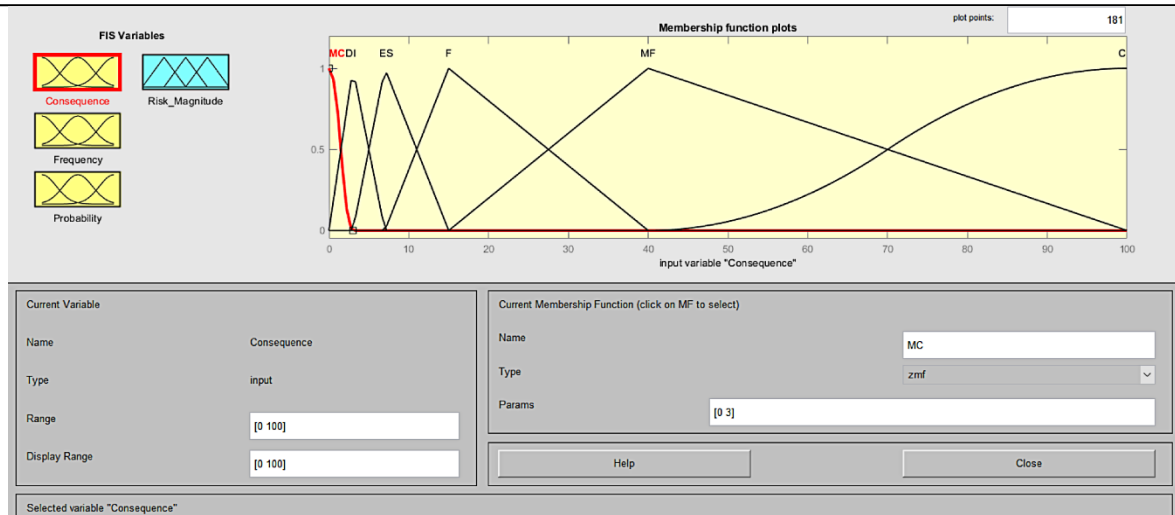 FIS Variables
Consequence
Risk_Magnitude
Frequency
Probability
Membership function plots
plot points:
181
MC DI ES F MF C
1
0.5
0
0 10 20 30 40 50 60 70 80 90 100
input variable "Consequence"
Current Variable
Name Consequence
Type input
Range [0 100]
Display Range [0 100]
Current Membership Function (click on MF to select)
Name MC
Type zmf
Params [0 3]
Help Close
Selected variable "Consequence"